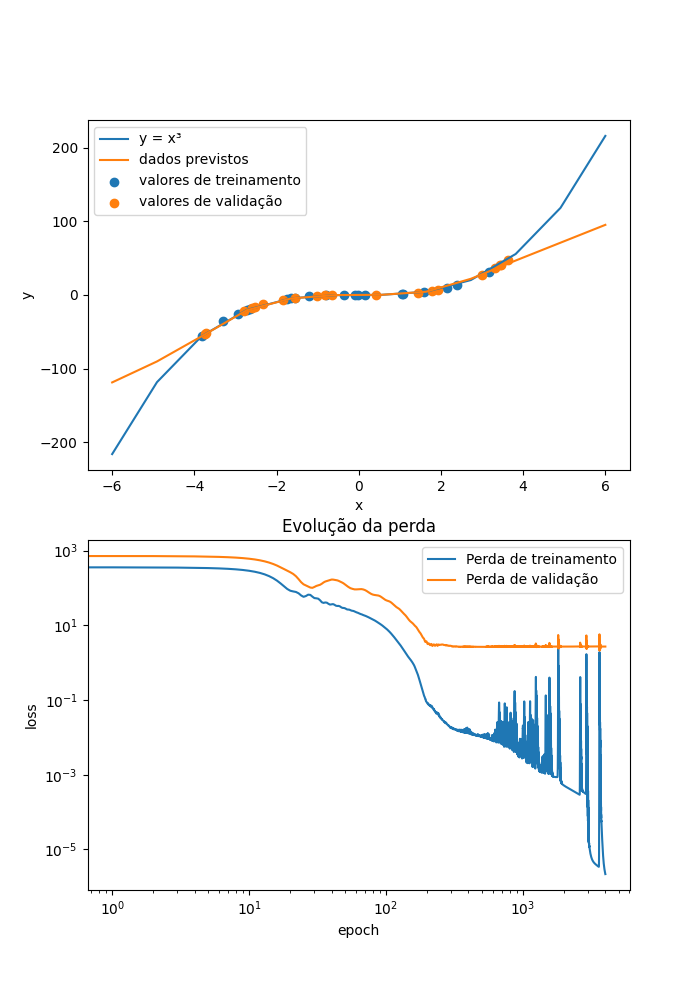 y = x³
dados previstos
valores de treinamento
valores de validação
200
100
0
−100
−200
y
−6 −4 −2 0 2 4 6
x
Evolução da perda
Perda de treinamento
Perda de validação
10³
10¹
10⁻¹
10⁻³
10⁻⁵
loss
10⁰ 10¹ 10² 10³
epoch